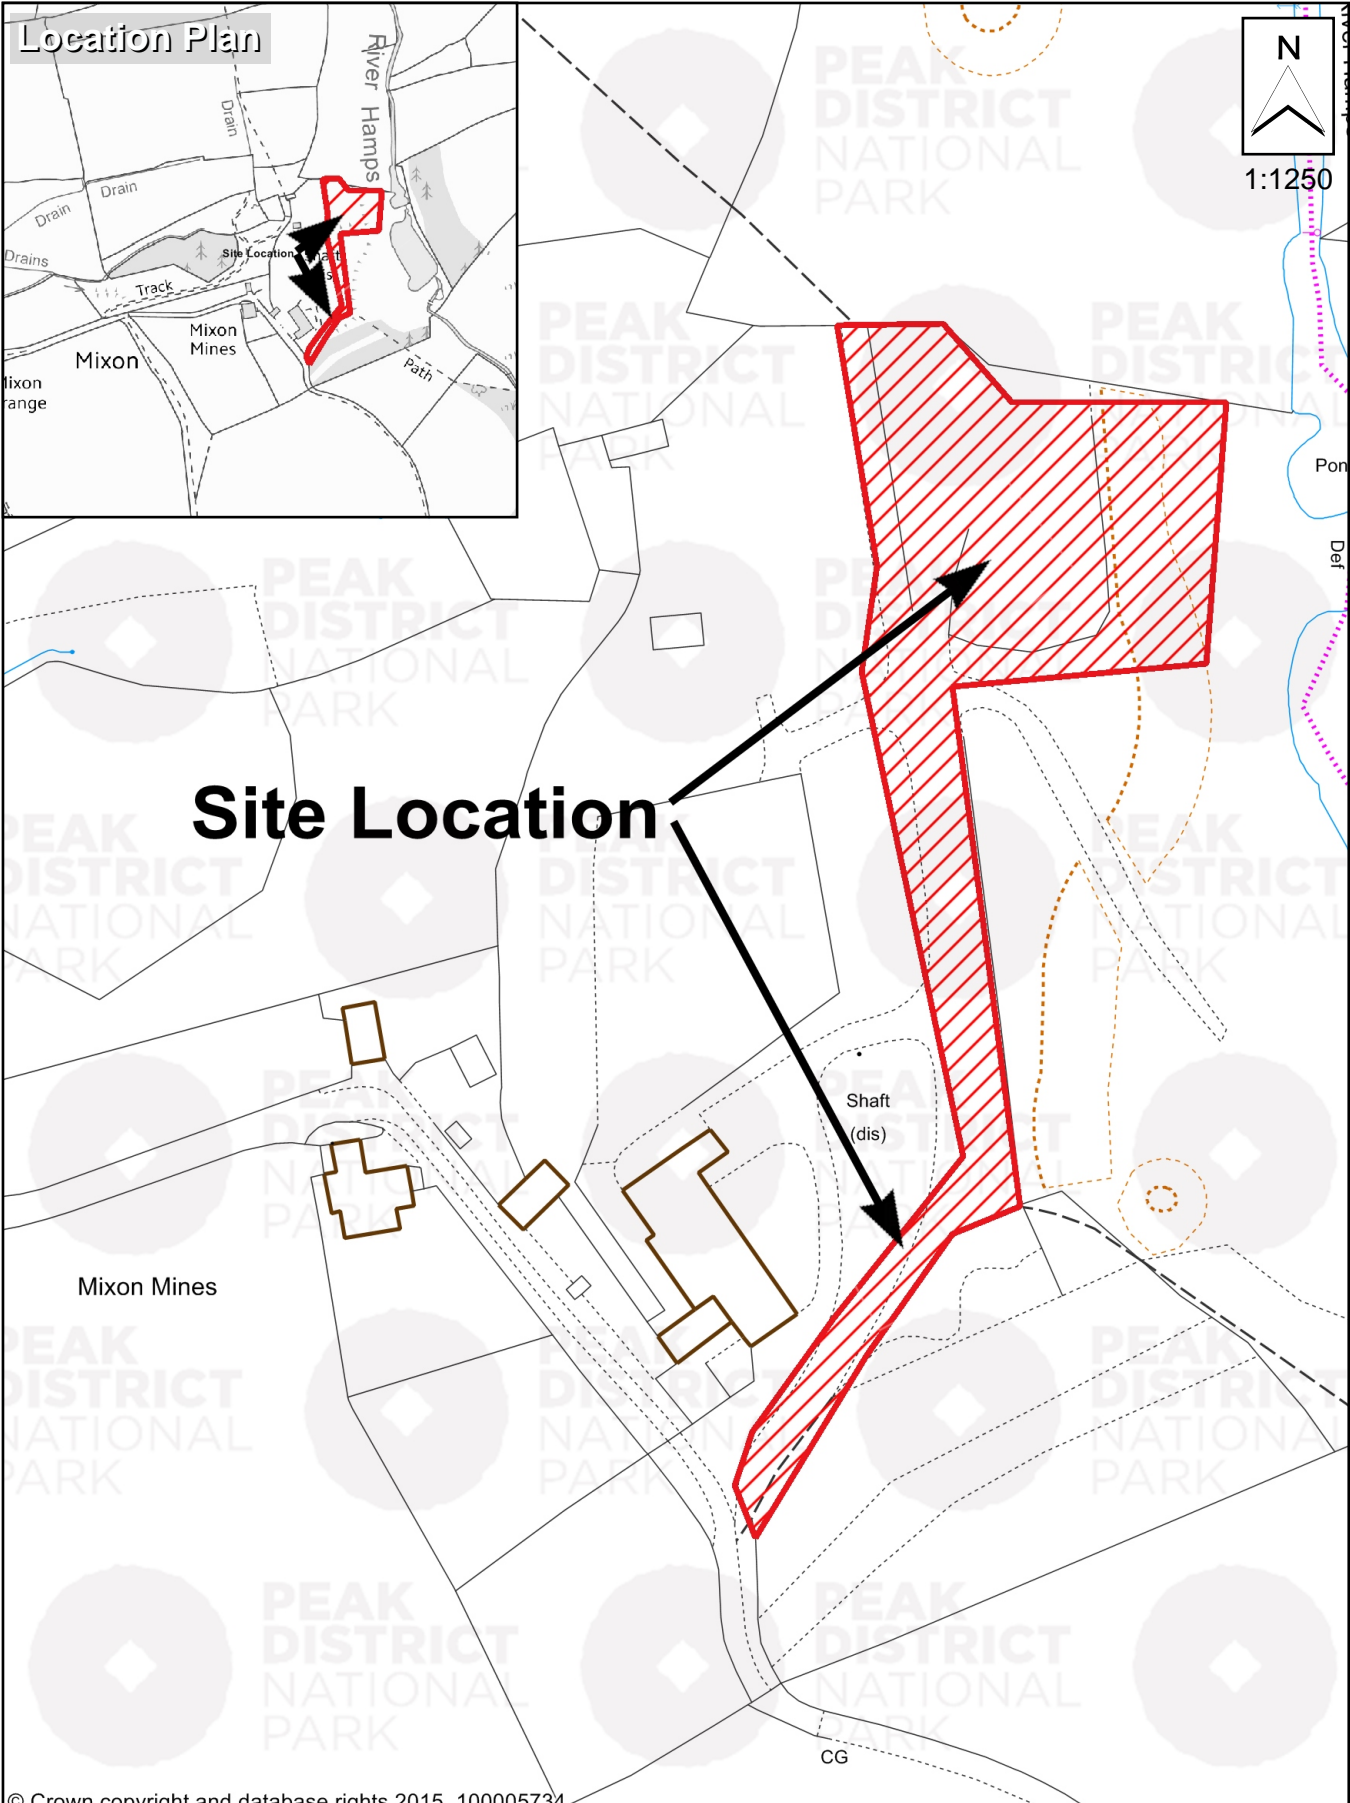 Location Plan
River Hamps
Drain
Drain
Drain
Drains
Site Location
Track
Mixon
Mines
Mixon
Path
N
1:1250
Pon
Def
Site Location
Shaft
(dis)
Mixon Mines
CG
© Crown copyright and database rights 2015. 100005734
PEAK
DISTRICT
NATIONAL
PARK